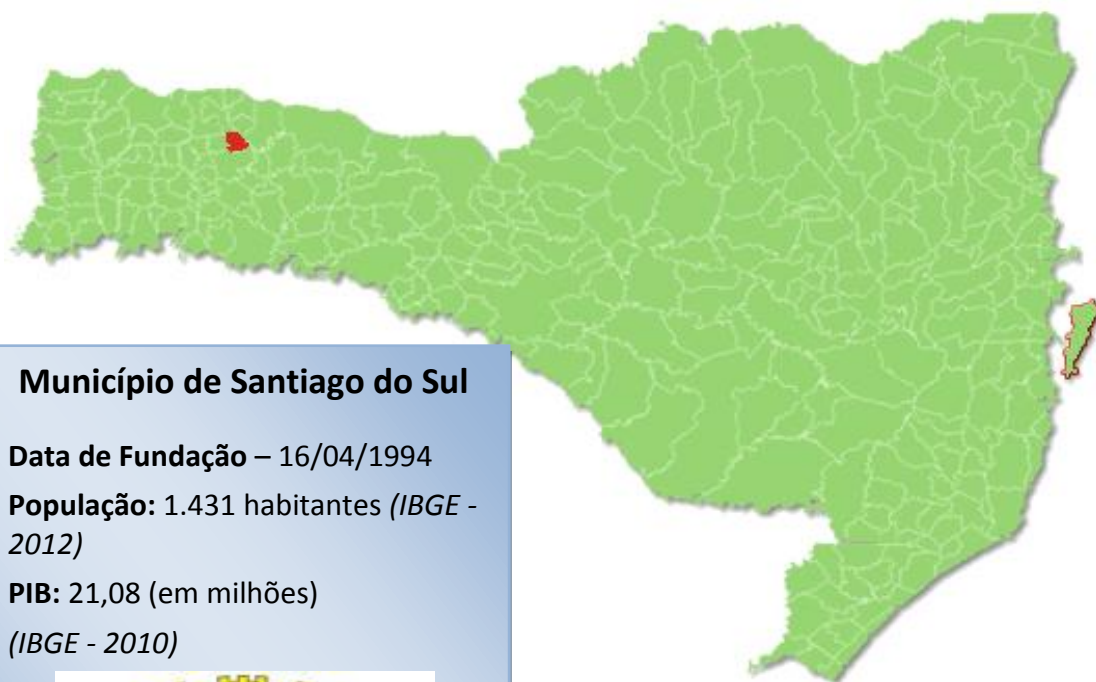 Município de Santiago do Sul
Data de Fundação – 16/04/1994
População: 1.431 habitantes (IBGE -
2012)
PIB: 21,08 (em milhões)
(IBGE - 2010)